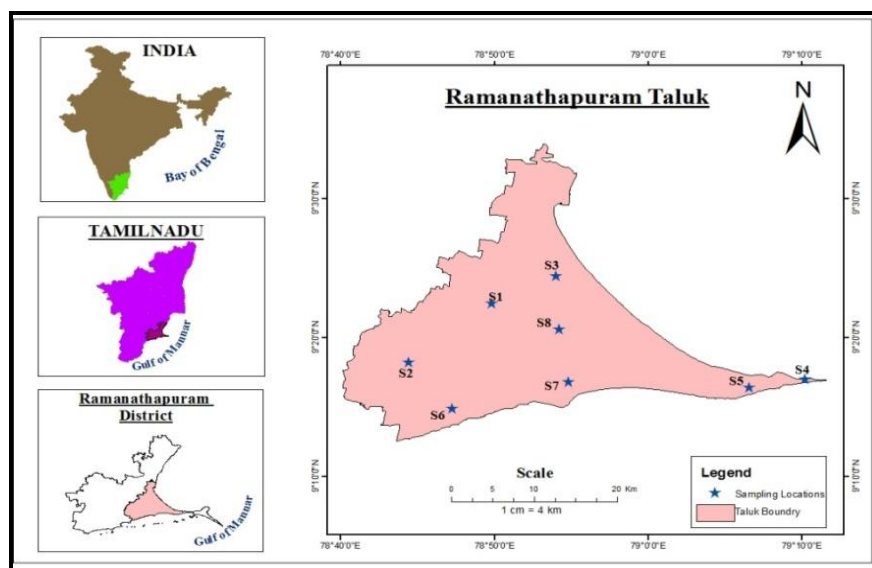 INDIA
Bay of Bengal
TAMILNADU
Gulf of Mannar
Ramanathapuram
District
Gulf of Mannar
78°40'0"E 78°50'0"E 79°0'0"E 79°10'0"E
Ramanathapuram Taluk
N
9°30'0"N
9°20'0"N
9°10'0"N
9°30'0"N
9°20'0"N
9°10'0"N
S3
S1
S8
S2
S7
S5
S4
S6
Scale
0 5 10 20 Km
1 cm = 4 km
Legend
Sampling Locations
Taluk Boundry
78°40'0"E 78°50'0"E 79°0'0"E 79°10'0"E